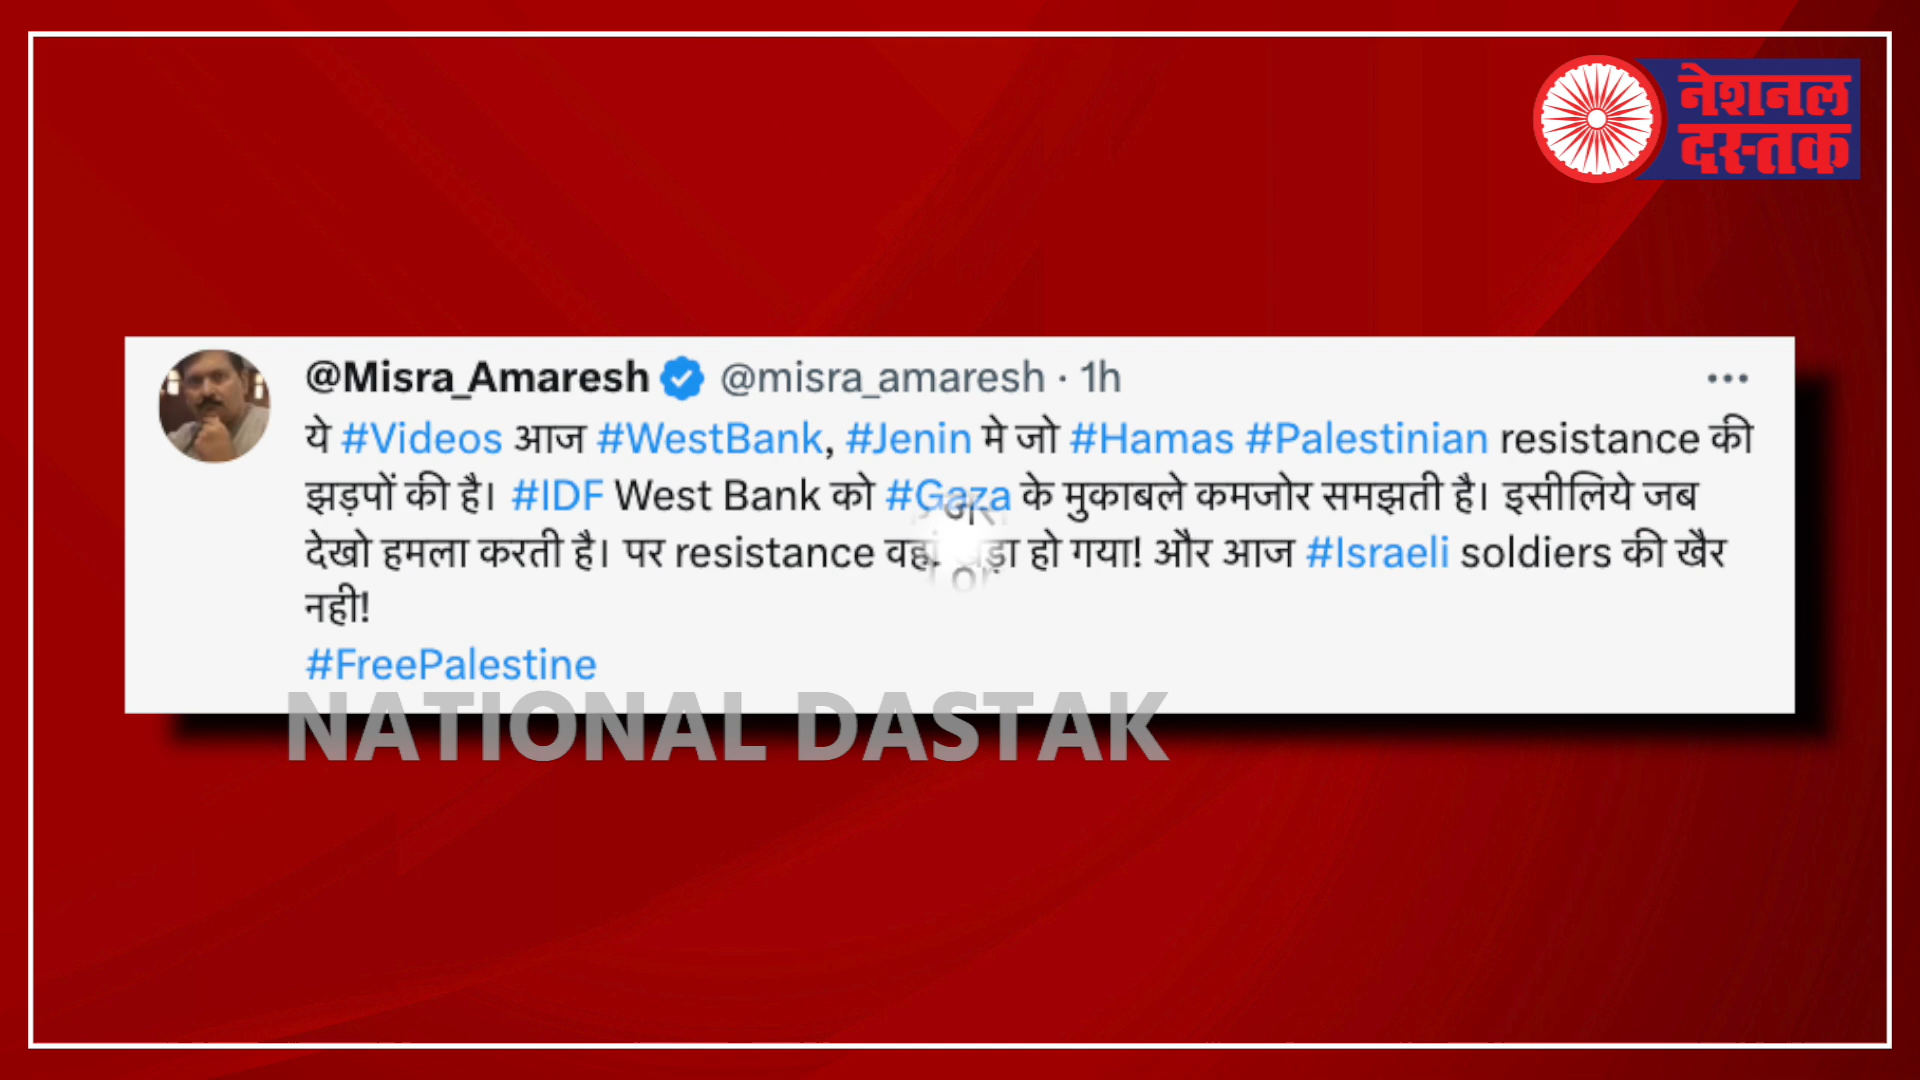 नेशनल
दस्तक
@Misra_Amaresh @misra_amaresh · 1h
ये #Videos आज #WestBank, #Jenin मे जो #Hamas #Palestinian resistance की
झड़पों की है। #IDF West Bank को #Gaza के मुकाबले कमजोर समझती है। इसीलिये जब
देखो हमला करती है। पर resistance हो गया! और आज #Israeli soldiers की खैर
नही!
#FreePalestine
NATIONAL DASTAK